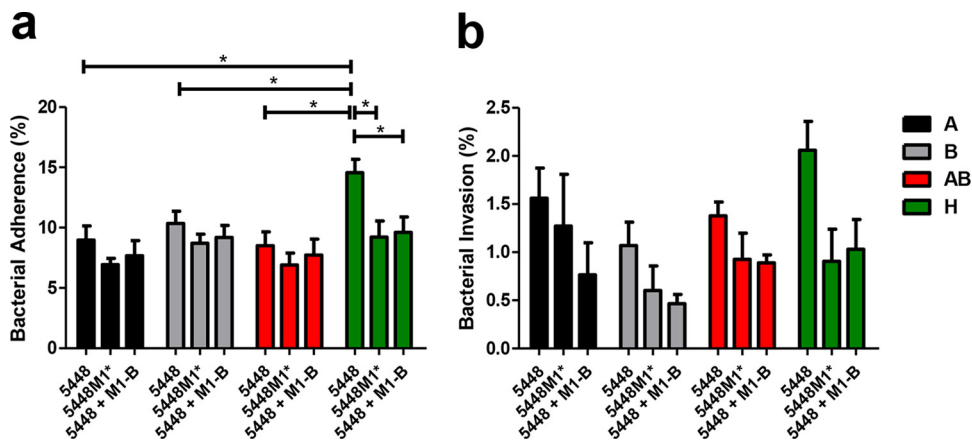 a
*
*
*
*
*
Bacterial Adherence (%)
20
15
10
5
0
5448
5448M1*
5448 + M1-B
5448
5448M1*
5448 + M1-B
5448
5448M1*
5448 + M1-B
5448
5448M1*
5448 + M1-B
b
Bacterial Invasion (%)
2.5
2.0
1.5
1.0
0.5
0.0
5448
5448M1*
5448 + M1-B
5448
5448M1*
5448 + M1-B
5448
5448M1*
5448 + M1-B
5448
5448M1*
5448 + M1-B
A
B
AB
H